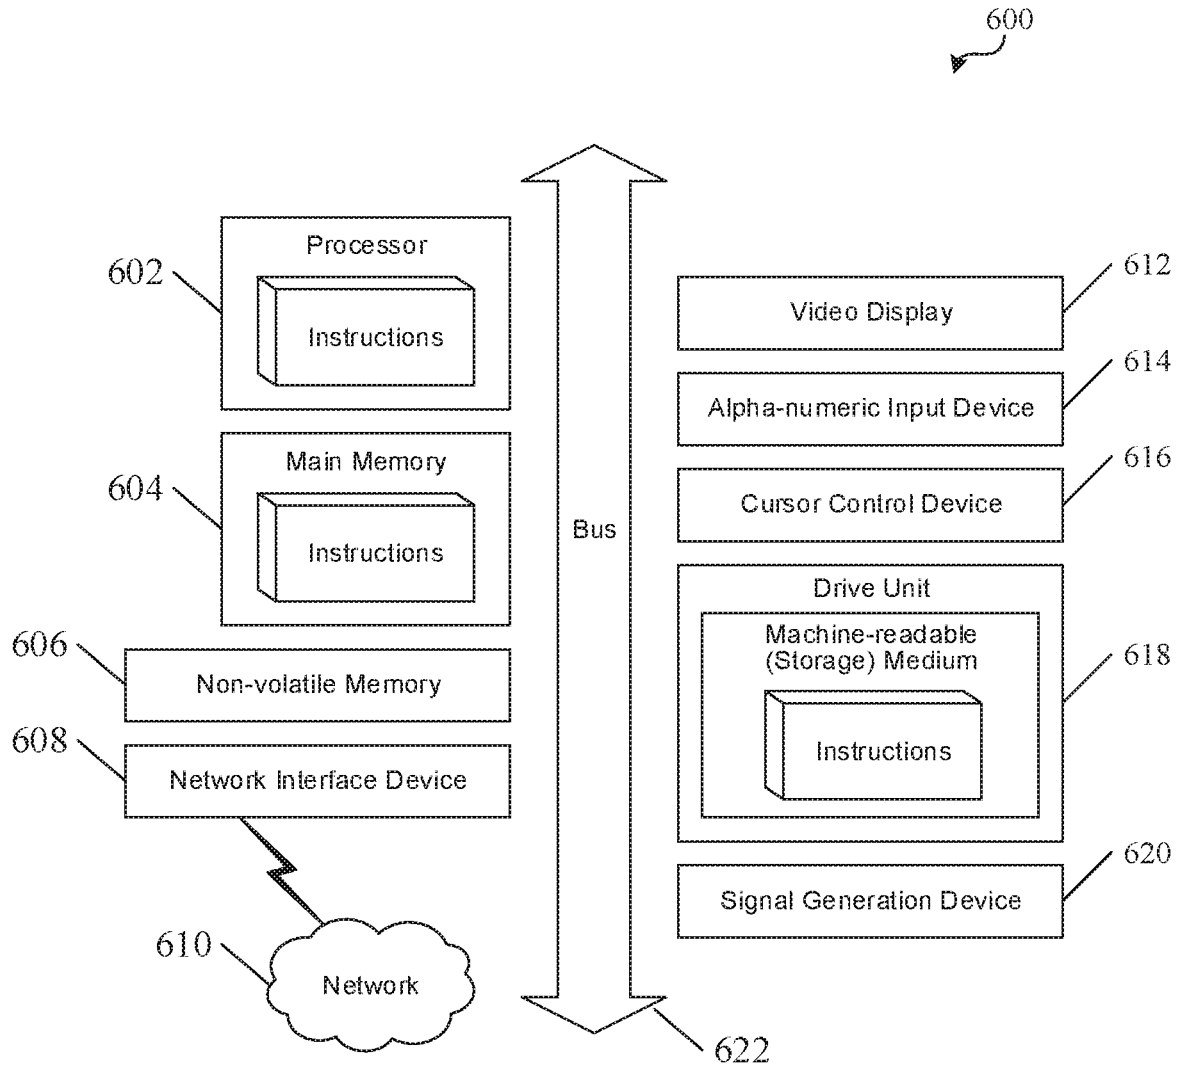 600
Processor
602
Instructions
Main Memory
604
Instructions
606
Non-volatile Memory
608
Network Interface Device
610
Network
Bus
622
612
Video Display
614
Alpha-numeric Input Device
616
Cursor Control Device
Drive Unit
Machine-readable
(Storage) Medium
618
Instructions
620
Signal Generation Device